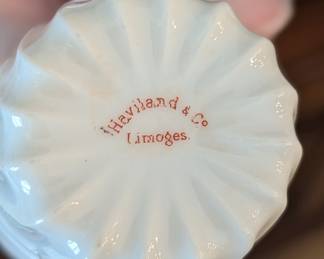 Haviland & Co
Limoges.